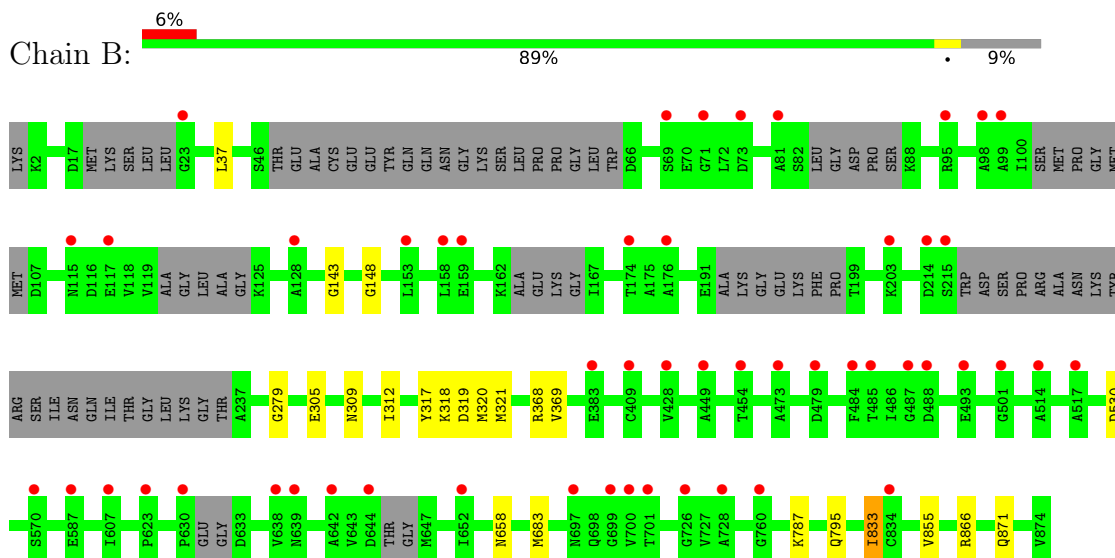 6%
Chain B:
89% • 9%
LYS K2 D17 MET LYS SER LEU LEU G23 L37 S46 THR GLU ALA CYS GLU GLU TYR GLN GLN ASN GLY LYS SER LEU PRO PRO GLY LEU TRP D66 S69 E70 G71 L72 D73 A81 S82 LEU GLY ASP PRO SER K88 R95 A98 A99 I100 SER MET PRO GLY MET
MET D107 N115 D116 E117 V118 V119 ALA GLY LEU ALA GLY K125 A128 G143 G148 L153 L158 E159 K162 ALA GLU LYS GLY I167 T174 A175 A176 E191 ALA LYS GLY GLU LYS PHE PRO T199 K203 D214 S215 TRP ASP SER PRO ARG ALA ASN LYS TYR
ARG SER ILE ASN GLN ILE THR GLY LEU LYS GLY THR A237 G279 E305 N309 I312 Y317 K318 D319 M320 M321 R368 V369 E383 C409 V428 A449 T454 A473 D479 F484 T485 I486 G487 D488 E493 G501 A514 A517 D530
S570 E587 I607 P623 P630 GLU GLY D633 V638 N639 A642 V643 D644 THR GLY M647 I652 N658 M683 N697 Q698 G699 V700 T701 G726 V727 A728 G760 K787 Q795 I833 C834 V855 R866 Q871 V874